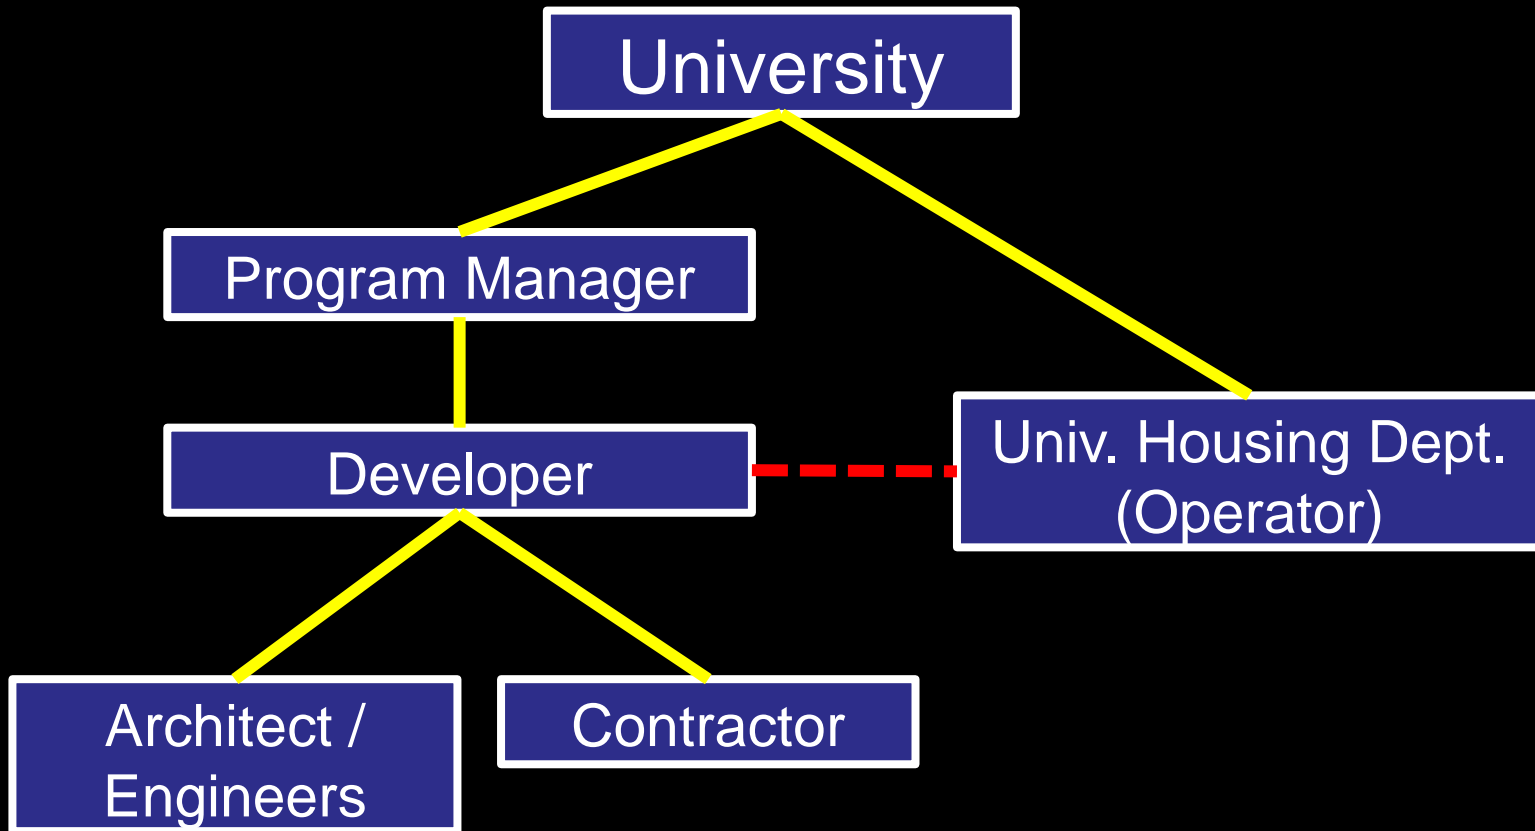 University
Program Manager
Developer
Univ. Housing Dept.
(Operator)
Architect /
Engineers
Contractor